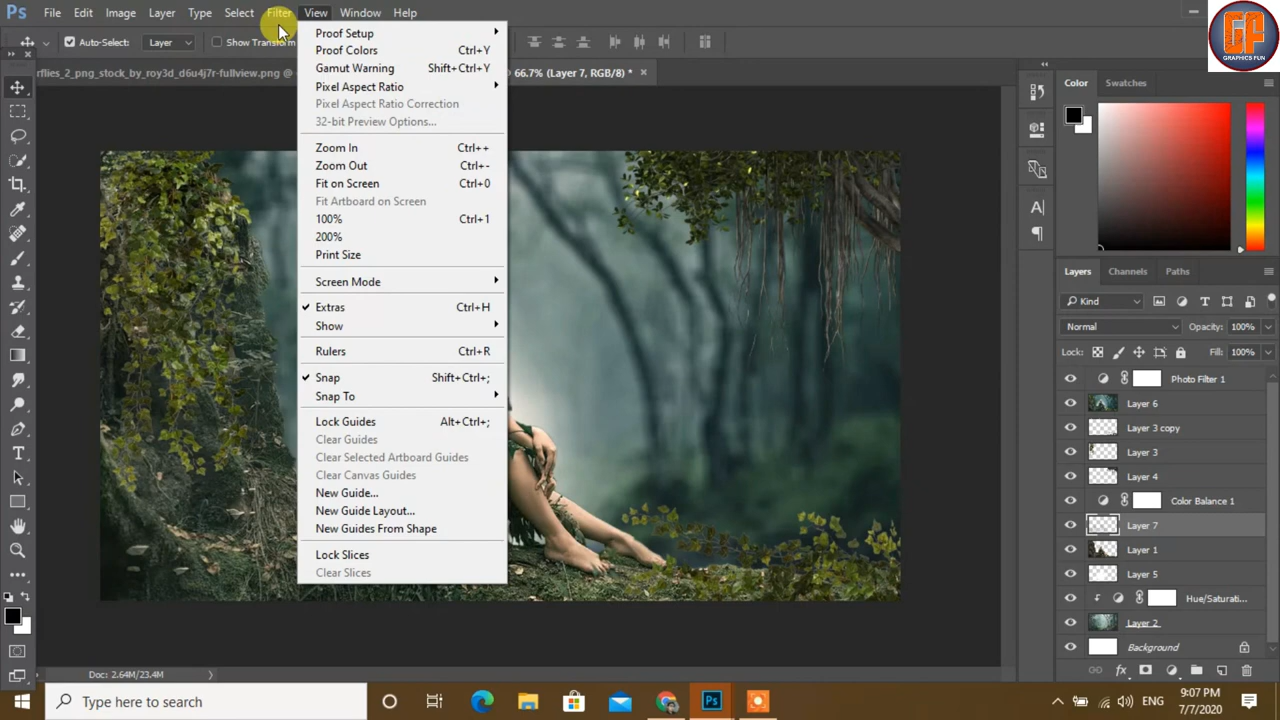 Ps File Edit Image Layer Type Select Filter View Window Help
GF
GRAPHICS FUN
Auto-Select: Layer Show Transform
rflies_2_png_stock_by_roy3d_d6u4j7r-fullview.png @
@ 66.7% (Layer 7, RGB/8) *
Proof Setup
Proof Colors Ctrl+Y
Gamut Warning Shift+Ctrl+Y
Pixel Aspect Ratio
Pixel Aspect Ratio Correction
32-bit Preview Options...
Zoom In Ctrl++
Zoom Out Ctrl+-
Fit on Screen Ctrl+0
Fit Artboard on Screen
100% Ctrl+1
200%
Print Size
Screen Mode
Extras Ctrl+H
Show
Rulers Ctrl+R
Snap Shift+Ctrl+;
Snap To
Lock Guides Alt+Ctrl+;
Clear Guides
Clear Selected Artboard Guides
Clear Canvas Guides
New Guide...
New Guide Layout...
New Guides From Shape
Lock Slices
Clear Slices
Color Swatches
Layers Channels Paths
Kind
Normal Opacity: 100%
Lock: Fill: 100%
Photo Filter 1
Layer 6
Layer 3 copy
Layer 3
Layer 4
Color Balance 1
Layer 7
Layer 1
Layer 5
Hue/Saturati...
Layer 2
Background
fx
Doc: 2.64M/23.4M
Type here to search
Ps
ENG
9:07 PM
7/7/2020